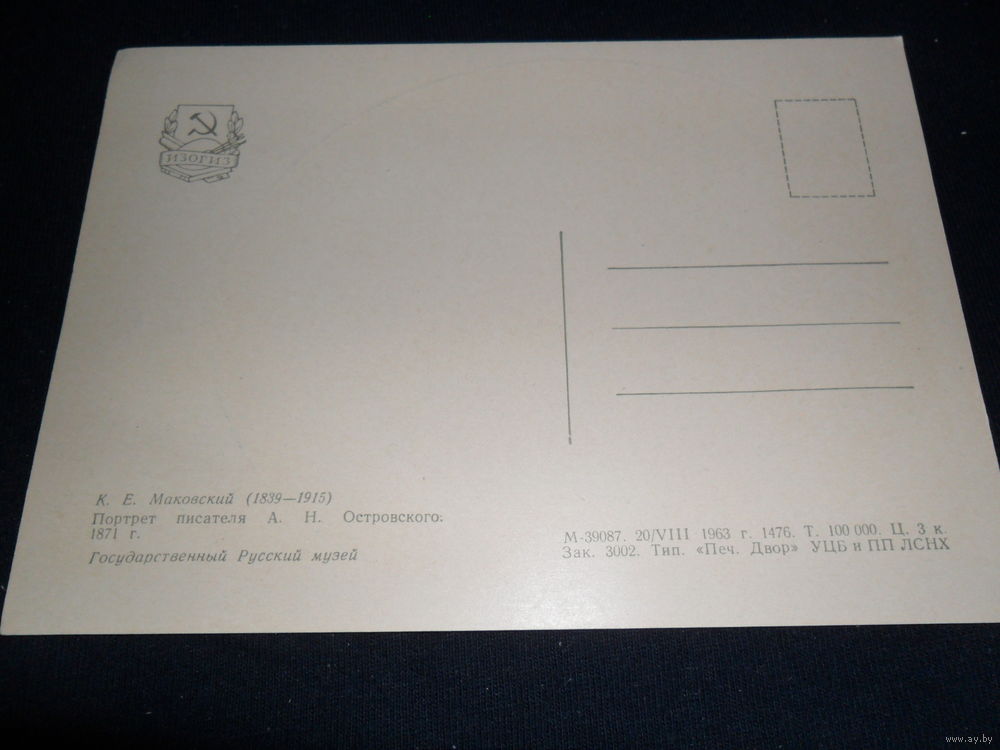 ИЗОГИЗ
К. Е. Маковский (1839—1915)
Портрет писателя А. Н. Островского.
1871 г.
Государственный Русский музей
М-39087. 20/VIII 1963 г. 1476. Т. 100 000. Ц. 3 к.
Зак. 3002. Тип. «Печ. Двор» УЦБ и ПП ЛСНХ
www.ay.by